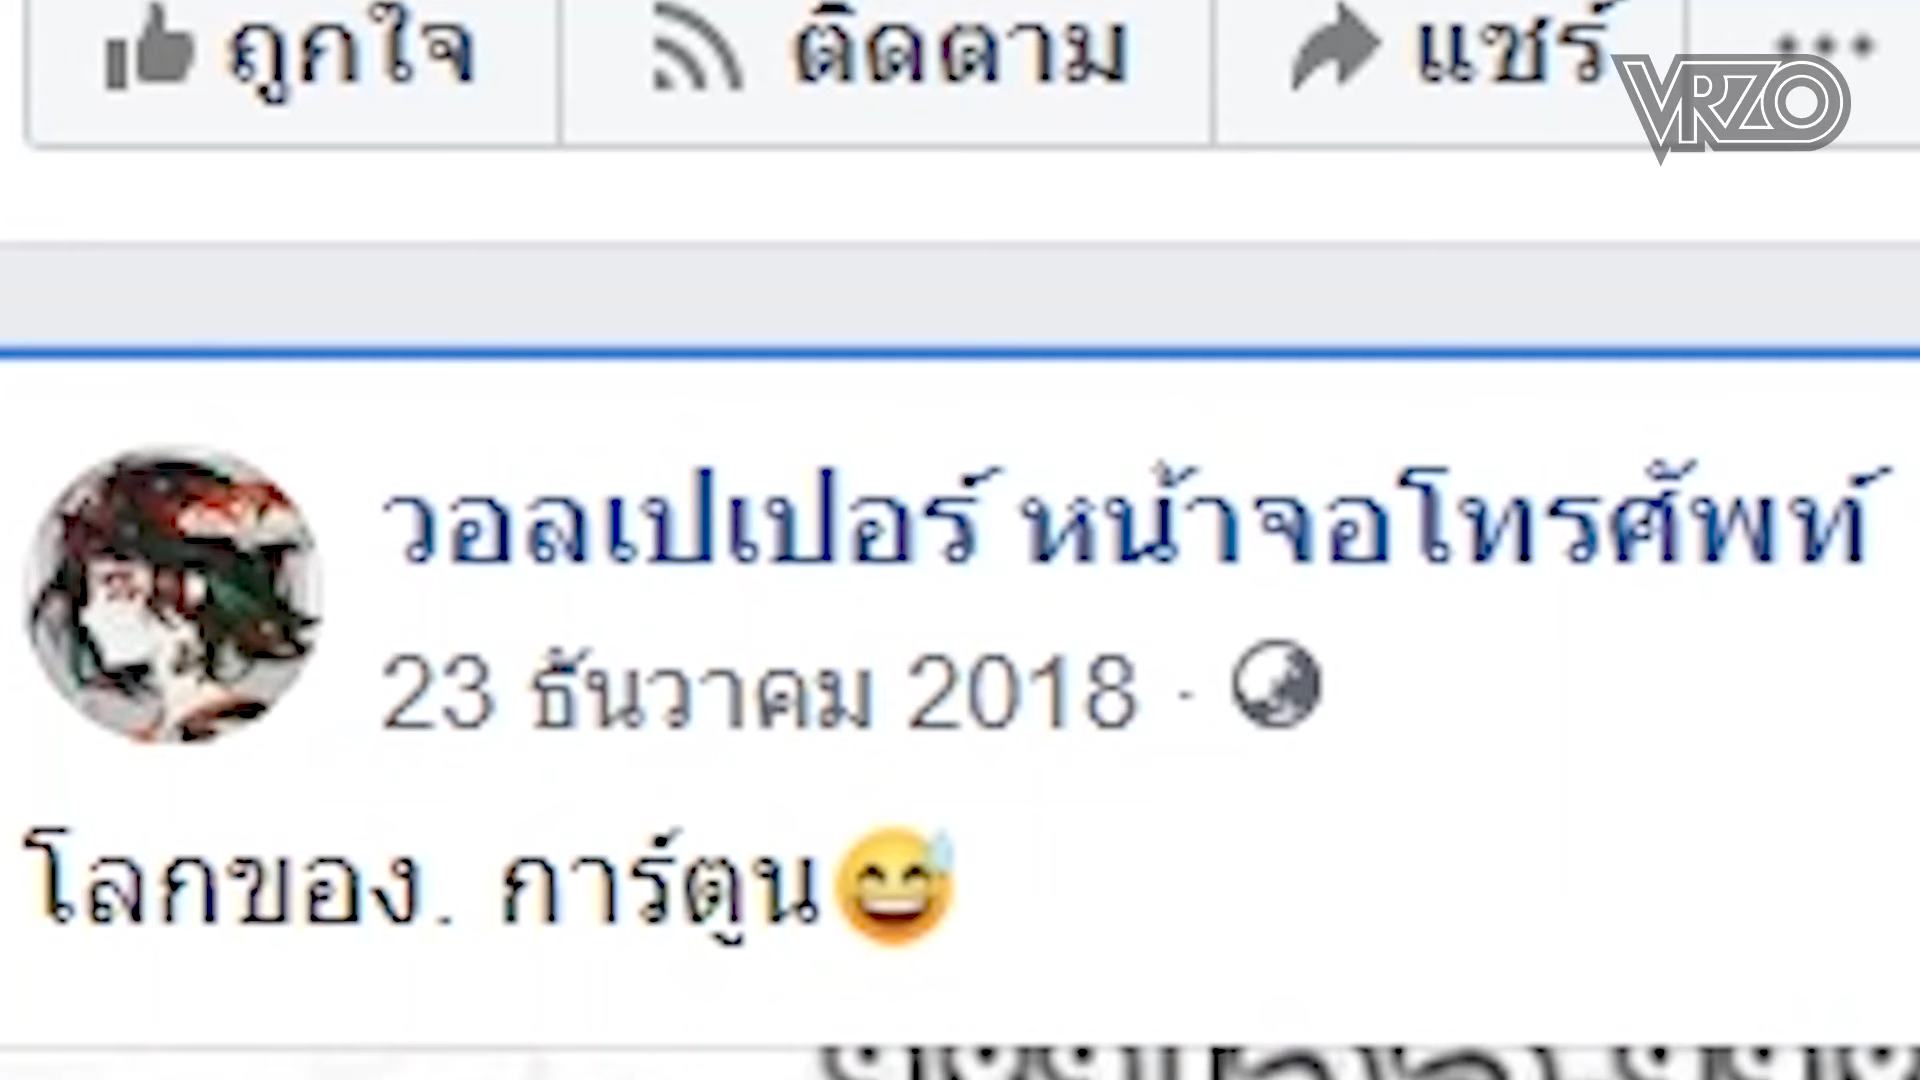 ถูกใจ ติดตาม แชร์
VRZO
วอลเปเปอร์ หน้าจอโทรศัพท์
23 ธันวาคม 2018
โลกของ. การ์ตูน😅